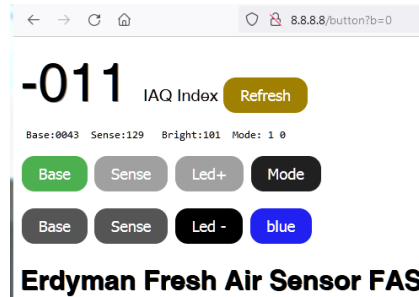 8.8.8.8/button?b=0
-011 IAQ Index Refresh
Base:0043 Sense:129 Bright:101 Mode: 1 0
Base Sense Led+ Mode
Base Sense Led - blue
Erdyman Fresh Air Sensor FAS